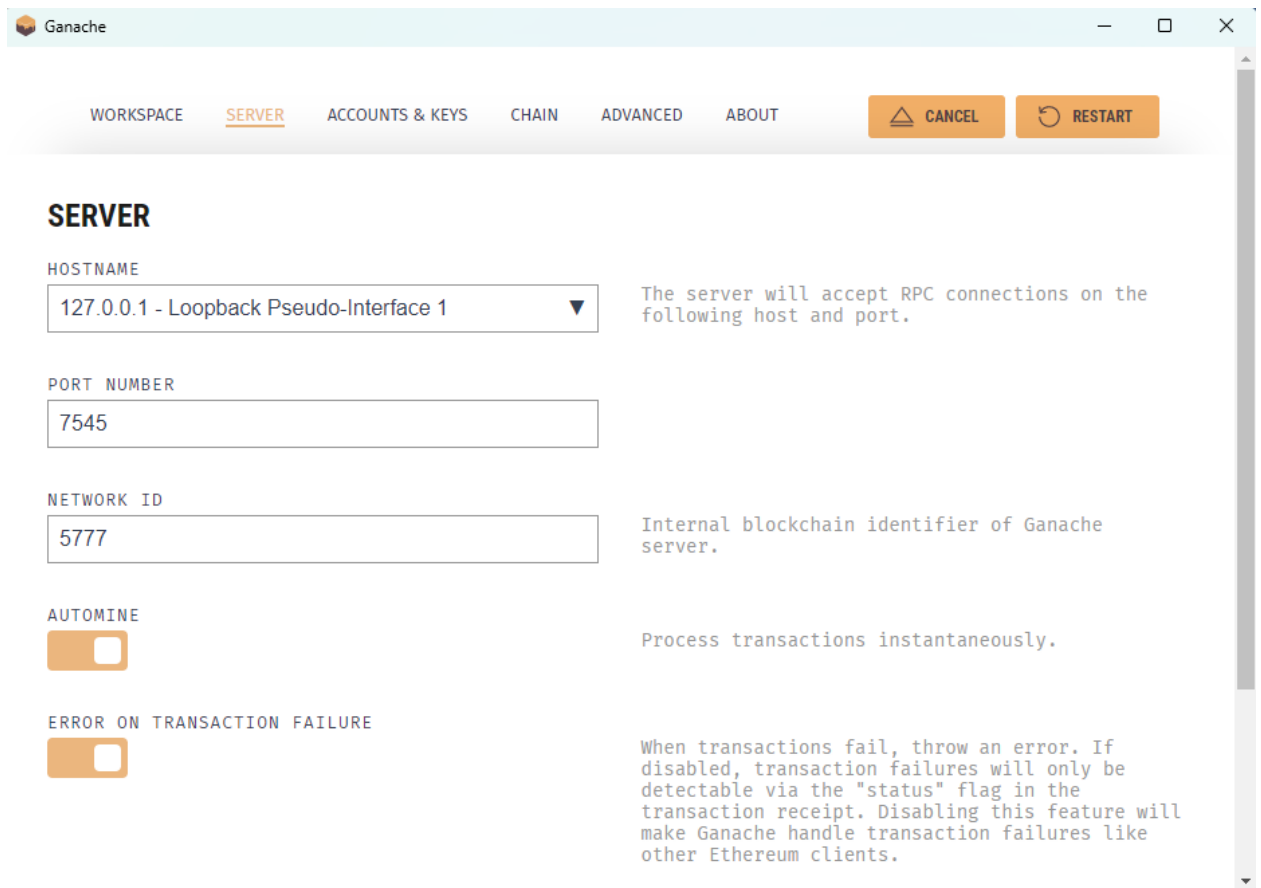 Ganache
WORKSPACE SERVER ACCOUNTS & KEYS CHAIN ADVANCED ABOUT CANCEL RESTART
SERVER
HOSTNAME
127.0.0.1 - Loopback Pseudo-Interface 1
The server will accept RPC connections on the
following host and port.
PORT NUMBER
7545
NETWORK ID
5777
Internal blockchain identifier of Ganache
server.
AUTOMINE
Process transactions instantaneously.
ERROR ON TRANSACTION FAILURE
When transactions fail, throw an error. If
disabled, transaction failures will only be
detectable via the "status" flag in the
transaction receipt. Disabling this feature will
make Ganache handle transaction failures like
other Ethereum clients.